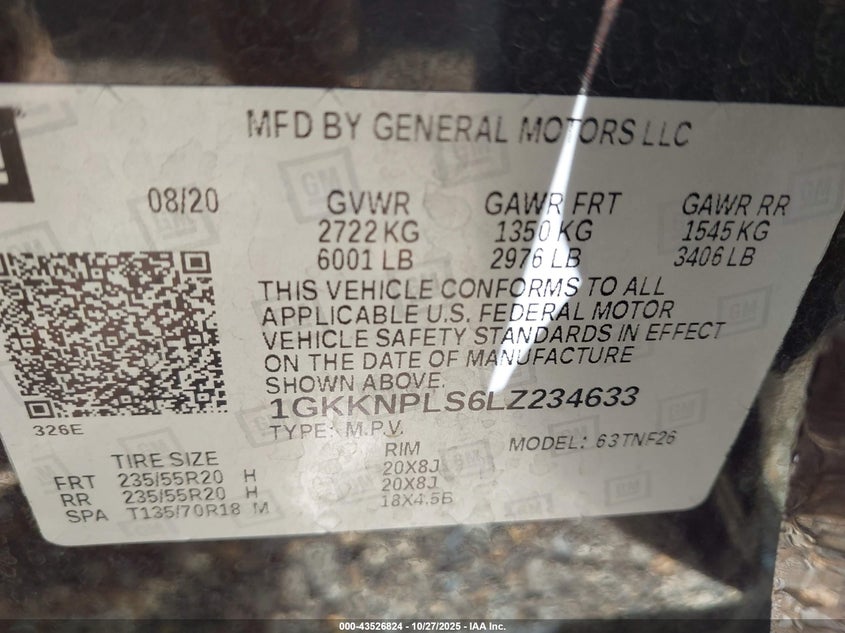 MFD BY GENERAL MOTORS LLC
08/20 GVWR GAWR FRT GAWR RR
2722 KG 1350 KG 1545 KG
6001 LB 2976 LB 3406 LB
THIS VEHICLE CONFORMS TO ALL
APPLICABLE U.S. FEDERAL MOTOR
VEHICLE SAFETY STANDARDS IN EFFECT
ON THE DATE OF MANUFACTURE
SHOWN ABOVE.
1GKKNPLS6LZ234633
326E TYPE: M.P.V. MODEL: 63TNF26
TIRE SIZE RIM
FRT 235/55R20 H 20X8J
RR 235/55R20 H 20X8J
SPA T135/70R18 M 18X4.5B
000-43526824 | 10/27/2025 - IAA Inc.